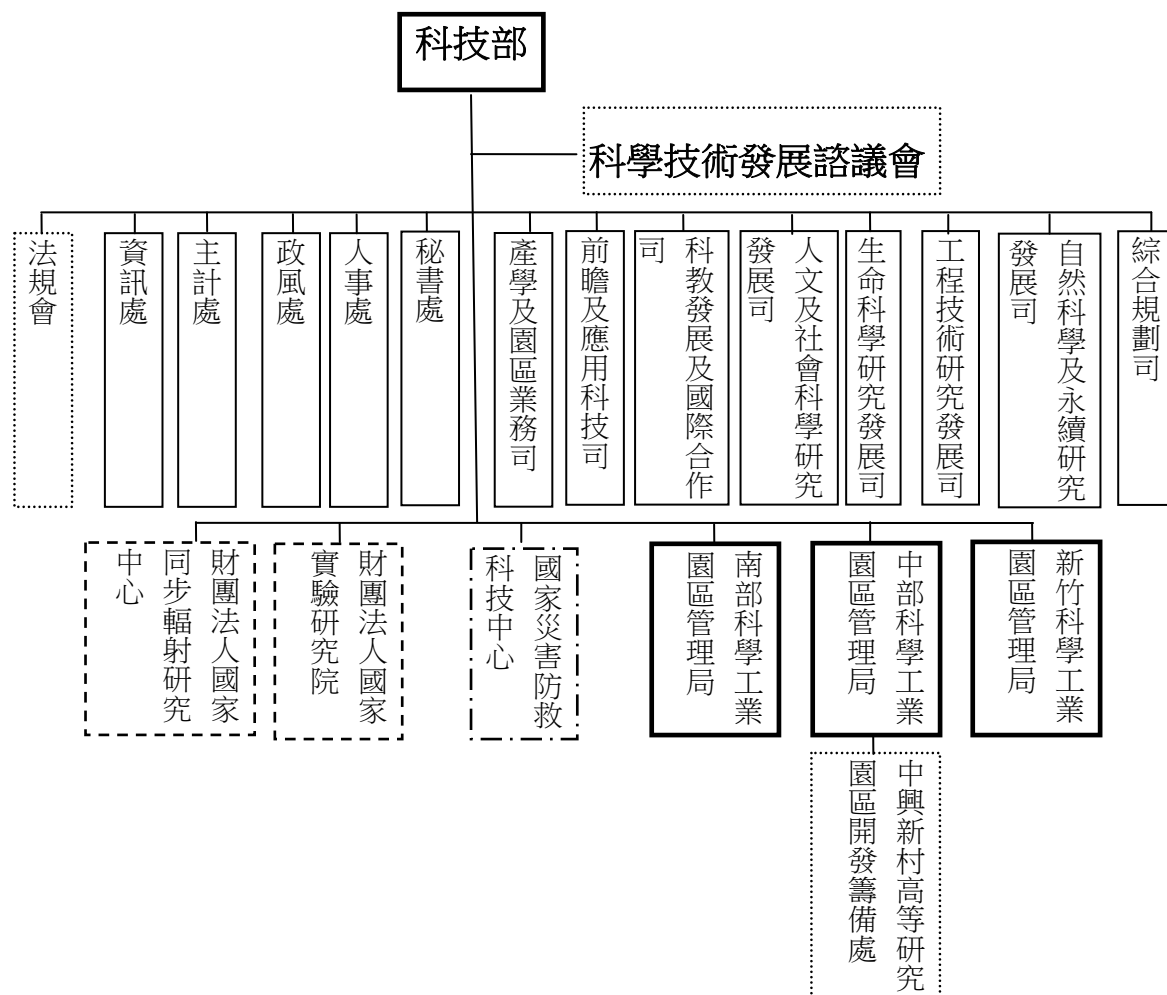 科技部
科學技術發展諮議會
綜合規劃司
自然科學及永續研究
發展司
工程技術研究發展司
生命科學研究發展司
人文及社會科學研究
發展司
科教發展及國際合作
司
前瞻及應用科技司
產學及園區業務司
秘書處
人事處
政風處
主計處
資訊處
法規會
新竹科學工業
園區管理局
中部科學工業
園區管理局
南部科學工業
園區管理局
國家災害防救
科技中心
財團法人國家
實驗研究院
財團法人國家
同步輻射研究
中心
中興新村高等研究
園區開發籌備處